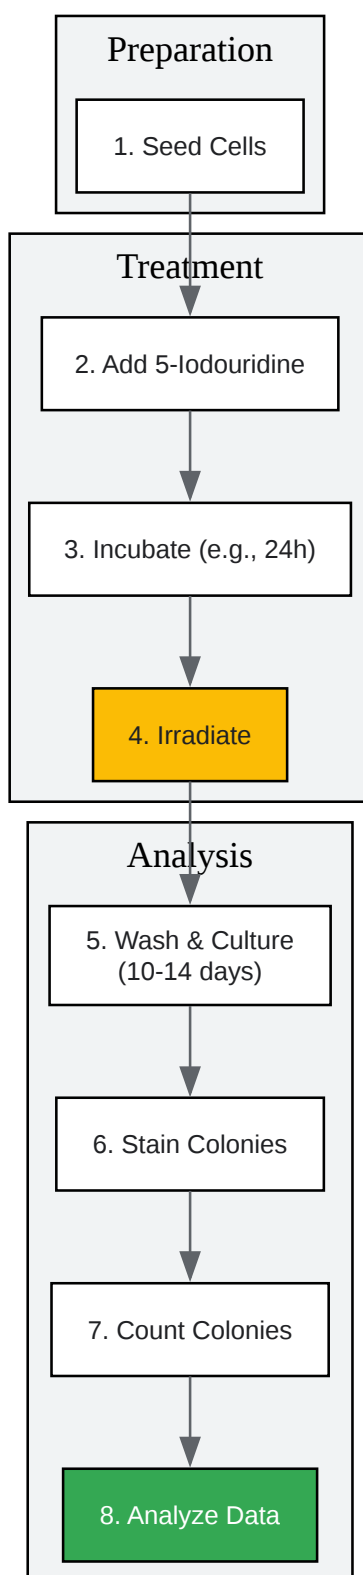 Preparation
1. Seed Cells
Treatment
2. Add 5-Iodouridine
3. Incubate (e.g., 24h)
4. Irradiate
Analysis
5. Wash & Culture
(10-14 days)
6. Stain Colonies
7. Count Colonies
8. Analyze Data